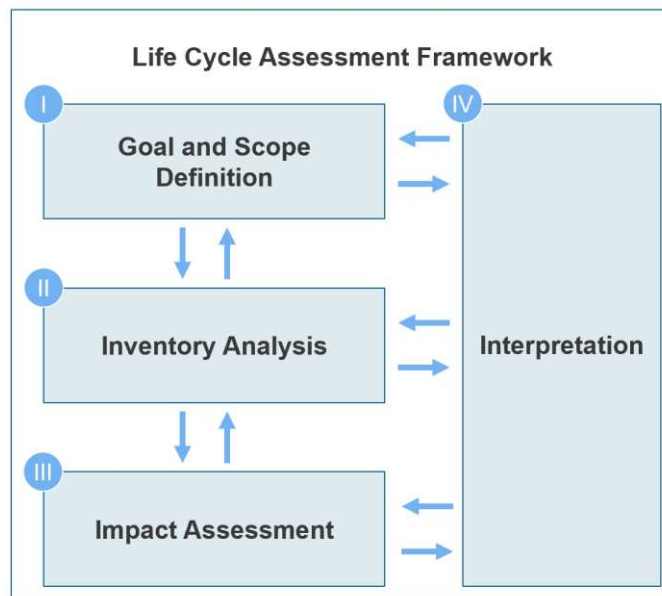 Life Cycle Assessment Framework
I
Goal and Scope
Definition
II
Inventory Analysis
III
Impact Assessment
IV
Interpretation